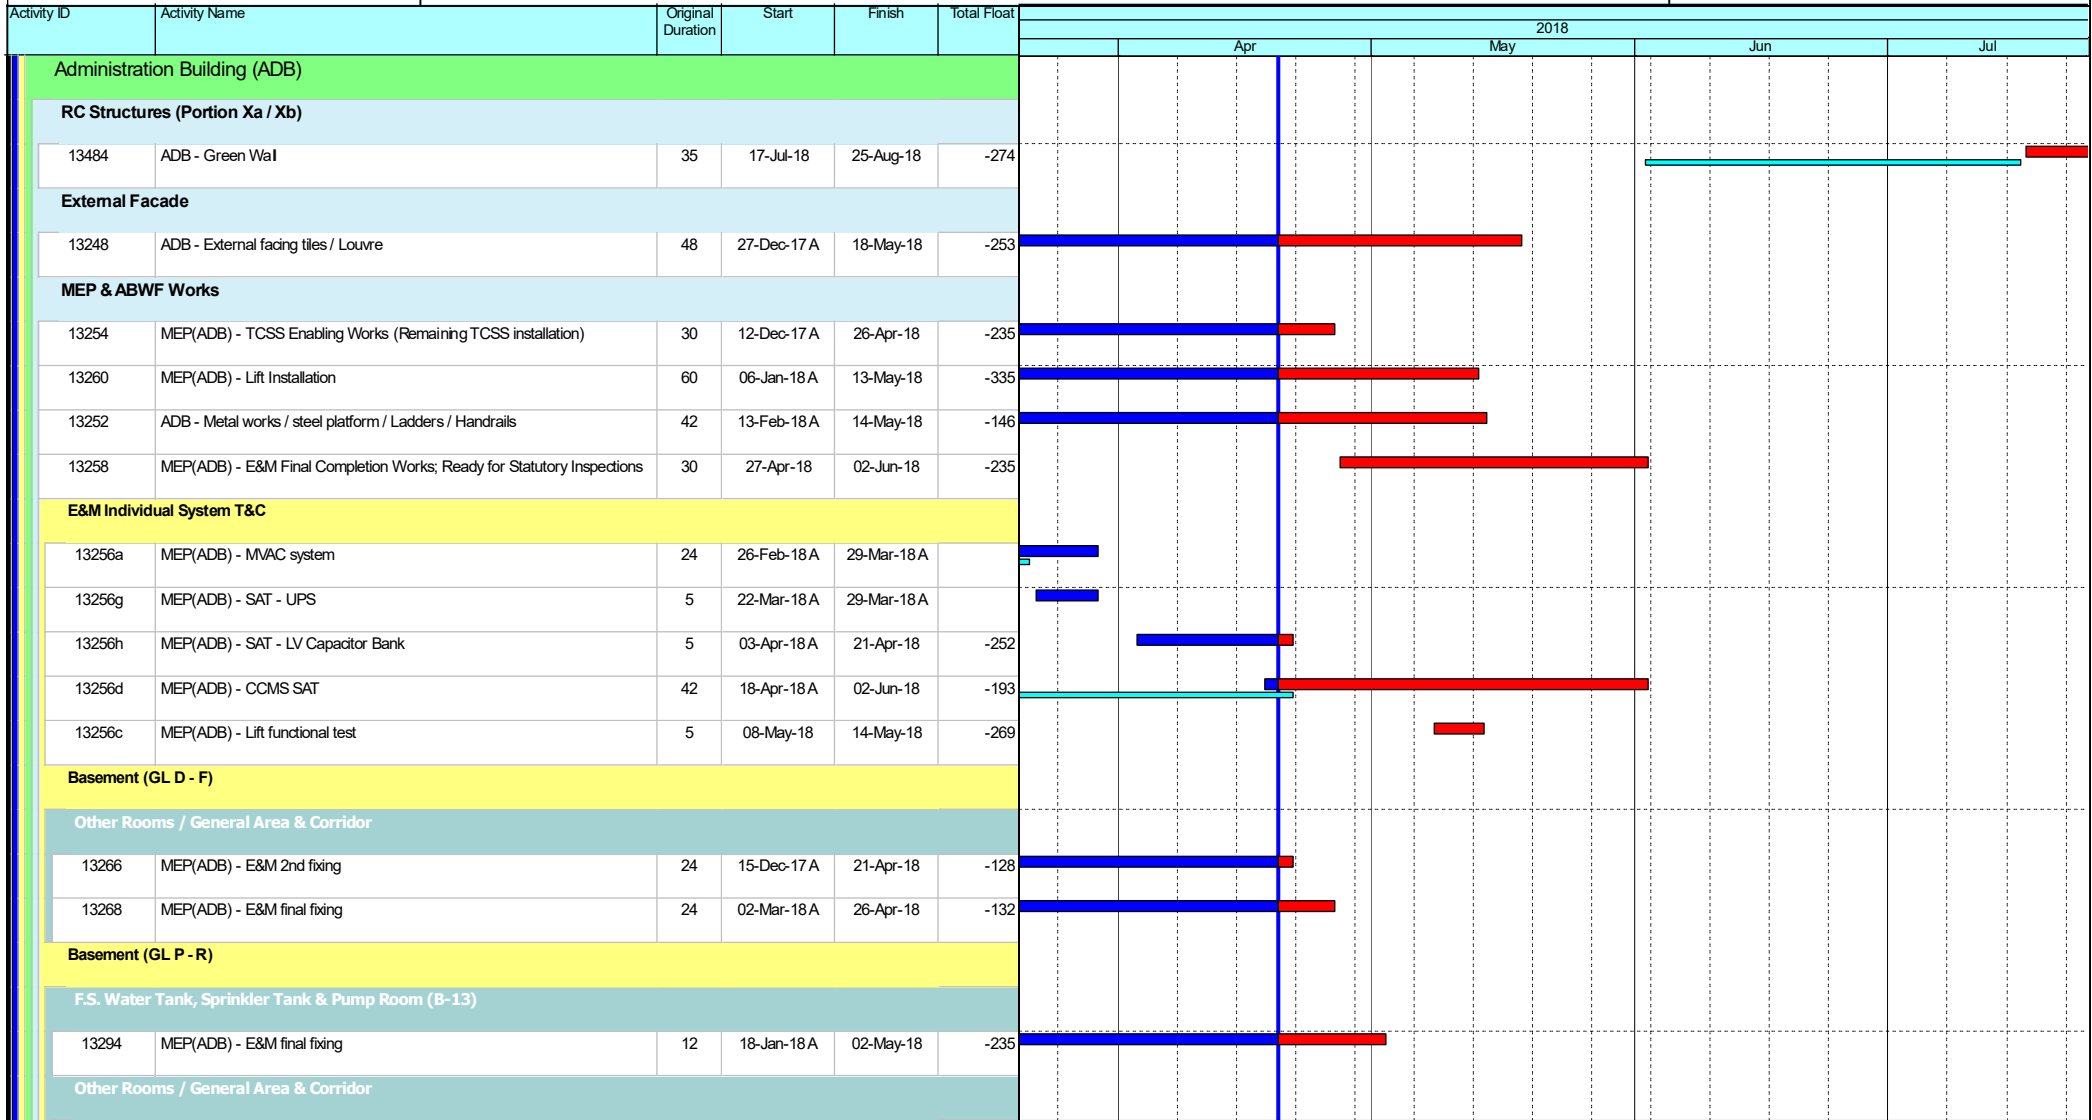 Activity ID Activity Name Original Duration Start Finish Total Float
2018
Apr May Jun Jul
Administration Building (ADB)
RC Structures (Portion Xa / Xb)
13484 ADB - Green Wall 35 17-Jul-18 25-Aug-18 -274
External Facade
13248 ADB - External facing tiles / Louvre 48 27-Dec-17 A 18-May-18 -253
MEP & ABWF Works
13254 MEP(ADB) - TCSS Enabling Works (Remaining TCSS installation) 30 12-Dec-17 A 26-Apr-18 -235
13260 MEP(ADB) - Lift Installation 60 06-Jan-18 A 13-May-18 -335
13252 ADB - Metal works / steel platform / Ladders / Handrails 42 13-Feb-18 A 14-May-18 -146
13258 MEP(ADB) - E&M Final Completion Works; Ready for Statutory Inspections 30 27-Apr-18 02-Jun-18 -235
E&M Individual System T&C
13256a MEP(ADB) - MVAC system 24 26-Feb-18 A 29-Mar-18 A
13256g MEP(ADB) - SAT - UPS 5 22-Mar-18 A 29-Mar-18 A
13256h MEP(ADB) - SAT - LV Capacitor Bank 5 03-Apr-18 A 21-Apr-18 -252
13256d MEP(ADB) - CCMS SAT 42 18-Apr-18 A 02-Jun-18 -193
13256c MEP(ADB) - Lift functional test 5 08-May-18 14-May-18 -269
Basement (GL D - F)
Other Rooms / General Area & Corridor
13266 MEP(ADB) - E&M 2nd fixing 24 15-Dec-17 A 21-Apr-18 -128
13268 MEP(ADB) - E&M final fixing 24 02-Mar-18 A 26-Apr-18 -132
Basement (GL P - R)
F.S. Water Tank, Sprinkler Tank & Pump Room (B-13)
13294 MEP(ADB) - E&M final fixing 12 18-Jan-18 A 02-May-18 -235
Other Rooms / General Area & Corridor